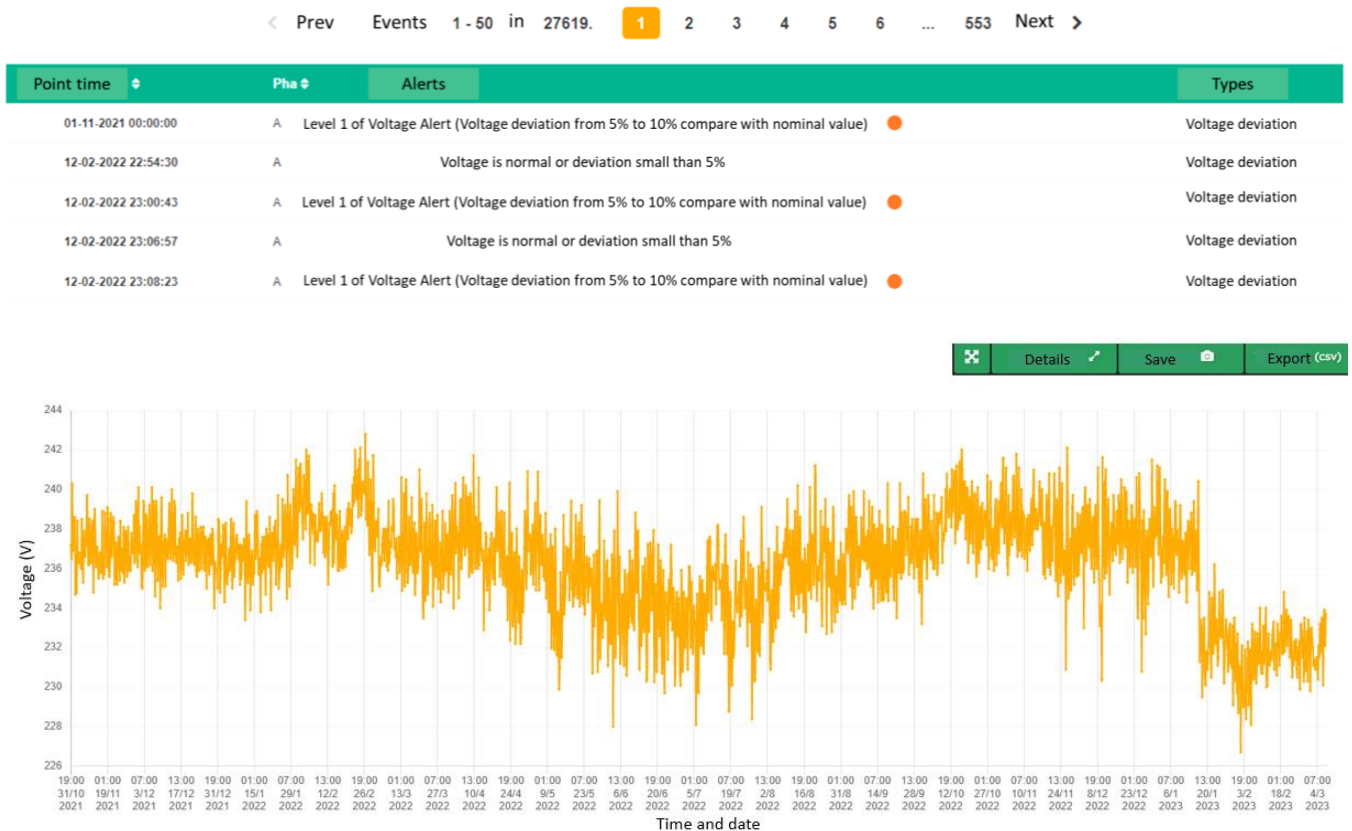 Prev Events 1 - 50 in 27619. 1 2 3 4 5 6 ... 553 Next
Point time Pha Alerts Types
01-11-2021 00:00:00 A Level 1 of Voltage Alert (Voltage deviation from 5% to 10% compare with nominal value) Voltage deviation
12-02-2022 22:54:30 A Voltage is normal or deviation small than 5% Voltage deviation
12-02-2022 23:00:43 A Level 1 of Voltage Alert (Voltage deviation from 5% to 10% compare with nominal value) Voltage deviation
12-02-2022 23:06:57 A Voltage is normal or deviation small than 5% Voltage deviation
12-02-2022 23:08:23 A Level 1 of Voltage Alert (Voltage deviation from 5% to 10% compare with nominal value) Voltage deviation
Details Save Export (csv)
244
242
240
238
236
234
232
230
228
226
Voltage (V)
19:00 01:00 07:00 13:00 19:00 01:00 07:00 13:00 19:00 01:00 07:00 13:00 19:00 01:00 07:00 13:00 19:00 01:00 07:00 13:00 19:00 01:00 07:00 13:00 19:00 01:00 07:00 13:00 19:00 01:00 07:00 13:00 19:00 01:00 07:00
31/10 19/11 3/12 17/12 31/12 15/1 29/1 12/2 26/2 13/3 27/3 10/4 24/4 9/5 23/5 6/6 20/6 5/7 19/7 2/8 16/8 31/8 14/9 28/9 12/10 27/10 10/11 24/11 8/12 23/12 6/1 20/1 3/2 18/2 4/3
2021 2021 2021 2021 2021 2022 2022 2022 2022 2022 2022 2022 2022 2022 2022 2022 2022 2022 2022 2022 2022 2022 2022 2022 2022 2022 2022 2022 2022 2022 2023 2023 2023 2023 2023
Time and date